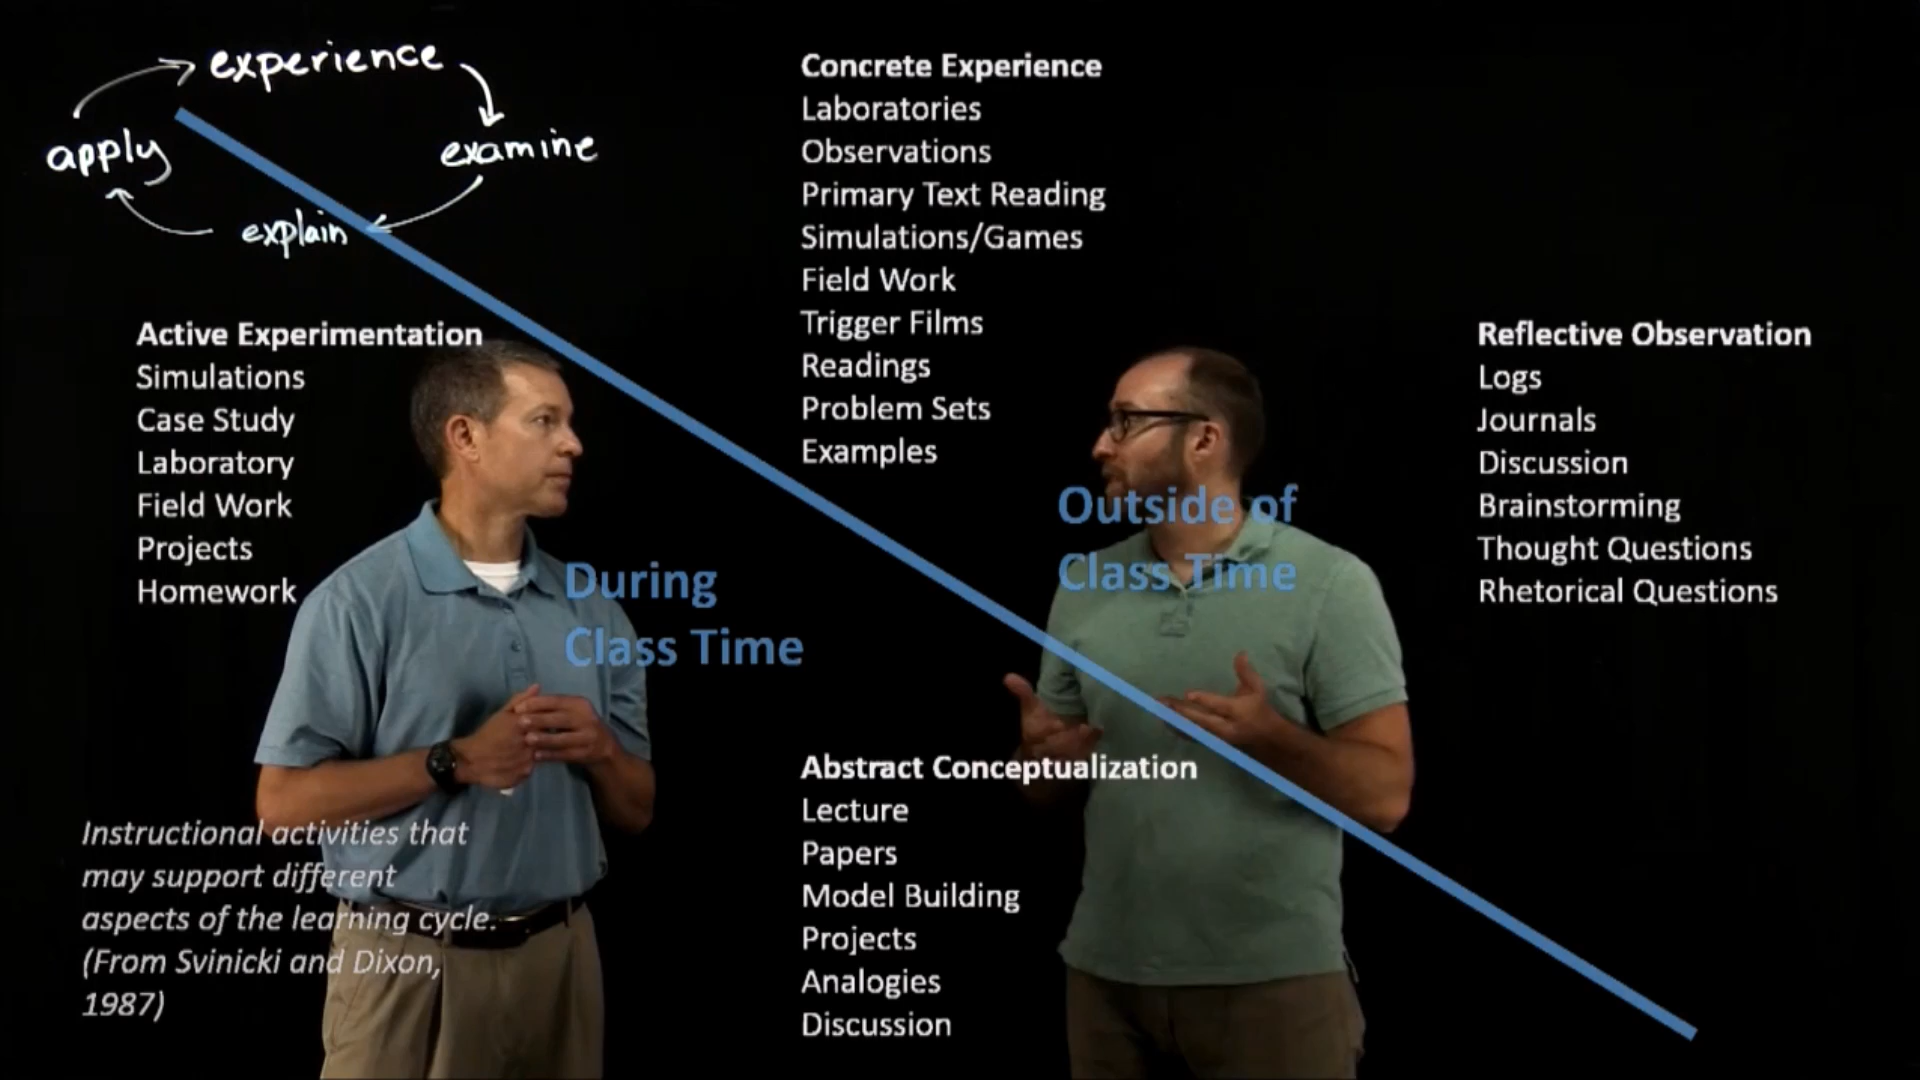 experience
examine
explain
apply
Concrete Experience
Laboratories
Observations
Primary Text Reading
Simulations/Games
Field Work
Trigger Films
Readings
Problem Sets
Examples
Active Experimentation
Simulations
Case Study
Laboratory
Field Work
Projects
Homework
Reflective Observation
Logs
Journals
Discussion
Brainstorming
Thought Questions
Rhetorical Questions
During
Class Time
Outside of
Class Time
Abstract Conceptualization
Lecture
Papers
Model Building
Projects
Analogies
Discussion
Instructional activities that
may support different
aspects of the learning cycle.
(From Svinicki and Dixon,
1987)